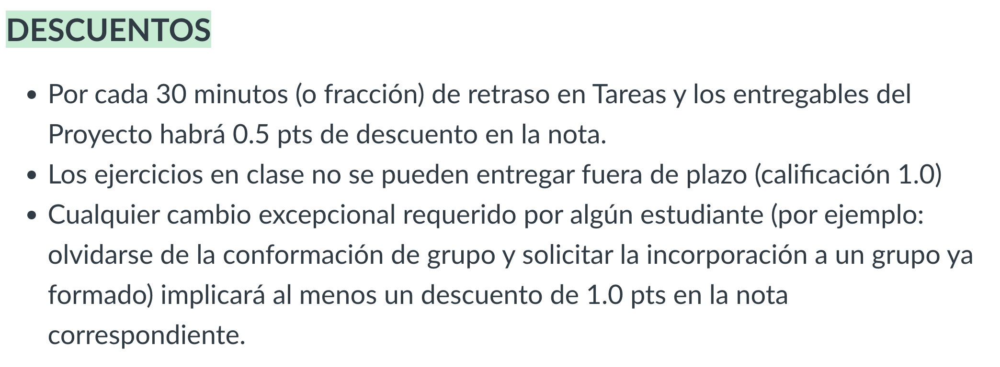 DESCUENTOS
• Por cada 30 minutos (o fracción) de retraso en Tareas y los entregables del
Proyecto habrá 0.5 pts de descuento en la nota.
• Los ejercicios en clase no se pueden entregar fuera de plazo (calificación 1.0)
• Cualquier cambio excepcional requerido por algún estudiante (por ejemplo:
olvidarse de la conformación de grupo y solicitar la incorporación a un grupo ya
formado) implicará al menos un descuento de 1.0 pts en la nota
correspondiente.